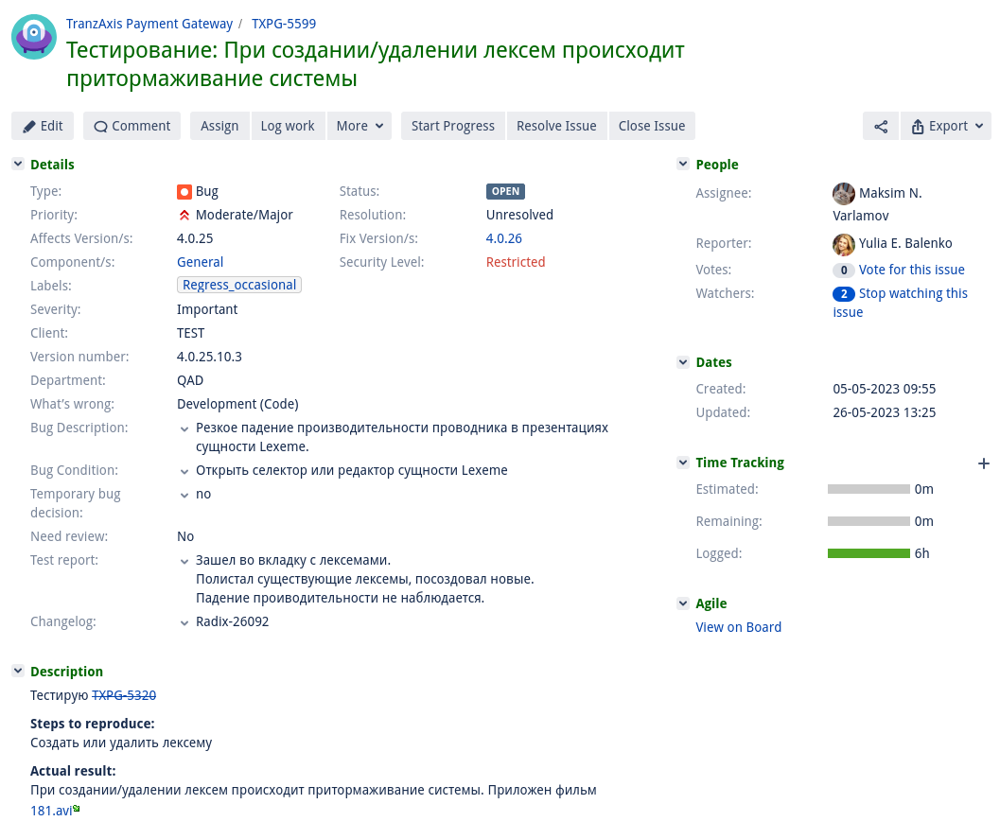 TranzAxis Payment Gateway / TXPG-5599
Тестирование: При создании/удалении лексем происходит
притормаживание системы
Edit Comment Assign Log work More Start Progress Resolve Issue Close Issue Export
Details
Type: Bug Status: OPEN
Priority: Moderate/Major Resolution: Unresolved
Affects Version/s: 4.0.25 Fix Version/s: 4.0.26
Component/s: General Security Level: Restricted
Labels: Regress_occasional
Severity: Important
Client: TEST
Version number: 4.0.25.10.3
Department: QAD
What's wrong: Development (Code)
Bug Description: Резкое падение производительности проводника в презентациях
сущности Lexeme.
Bug Condition: Открыть селектор или редактор сущности Lexeme
Temporary bug no
decision:
Need review: No
Test report: Зашел во вкладку с лексемами.
Полистал существующие лексемы, посоздовал новые.
Падение проиводительности не наблюдается.
Changelog: Radix-26092
Description
Тестирую TXPG-5320
Steps to reproduce:
Создать или удалить лексему
Actual result:
При создании/удалении лексем происходит притормаживание системы. Приложен фильм
181.avi
People
Assignee: Maksim N.
Varlamov
Reporter: Yulia E. Balenko
Votes: 0 Vote for this issue
Watchers: 2 Stop watching this
issue
Dates
Created: 05-05-2023 09:55
Updated: 26-05-2023 13:25
Time Tracking
Estimated: 0m
Remaining: 0m
Logged: 6h
Agile
View on Board